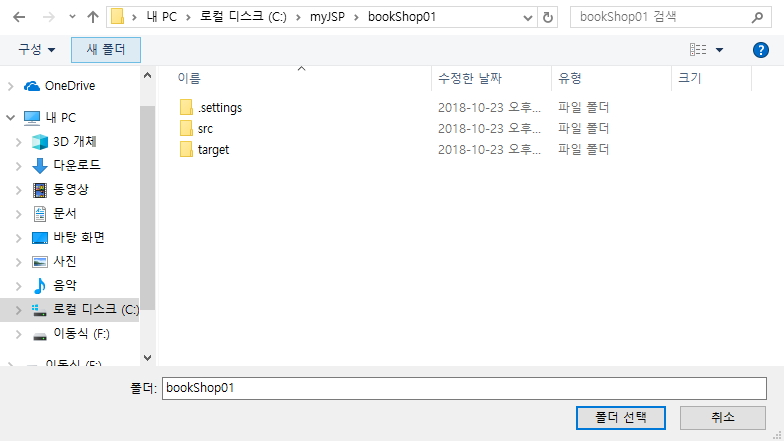 내 PC > 로컬 디스크 (C:) > myJSP > bookShop01
bookShop01 검색
구성
새 폴더
OneDrive
내 PC
3D 개체
다운로드
동영상
문서
바탕 화면
사진
음악
로컬 디스크 (C:)
이동식 (F:)
이동식 (F:)
이름 수정한 날짜 유형 크기
.settings 2018-10-23 오후... 파일 폴더
src 2018-10-23 오후... 파일 폴더
target 2018-10-23 오후... 파일 폴더
폴더: bookShop01
폴더 선택 취소